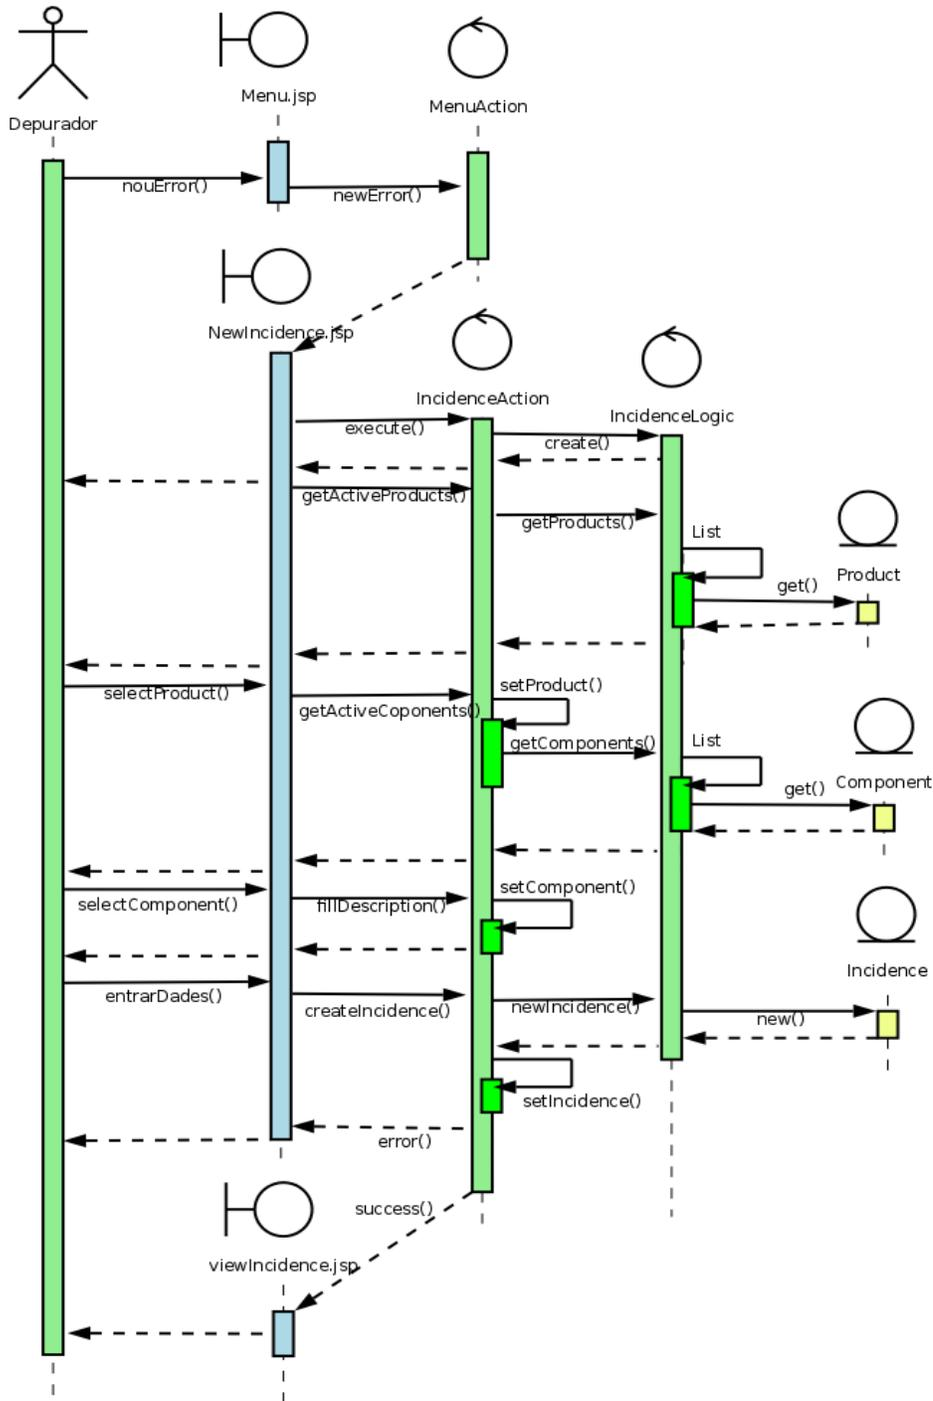 Menu.jsp
MenuAction
Depurador
nouError()
newError()
NewIncidence.jsp
IncidenceAction
IncidenceLogic
execute()
create()
getActiveProducts()
getProducts()
List
Product
get()
selectProduct()
setProduct()
getActiveCoponents()
getComponents()
List
Component
get()
selectComponent()
fillDescription()
setComponent()
Incidence
entrarDades()
createIncidence()
newIncidence()
new()
setIncidence()
error()
success()
viewIncidence.jsp